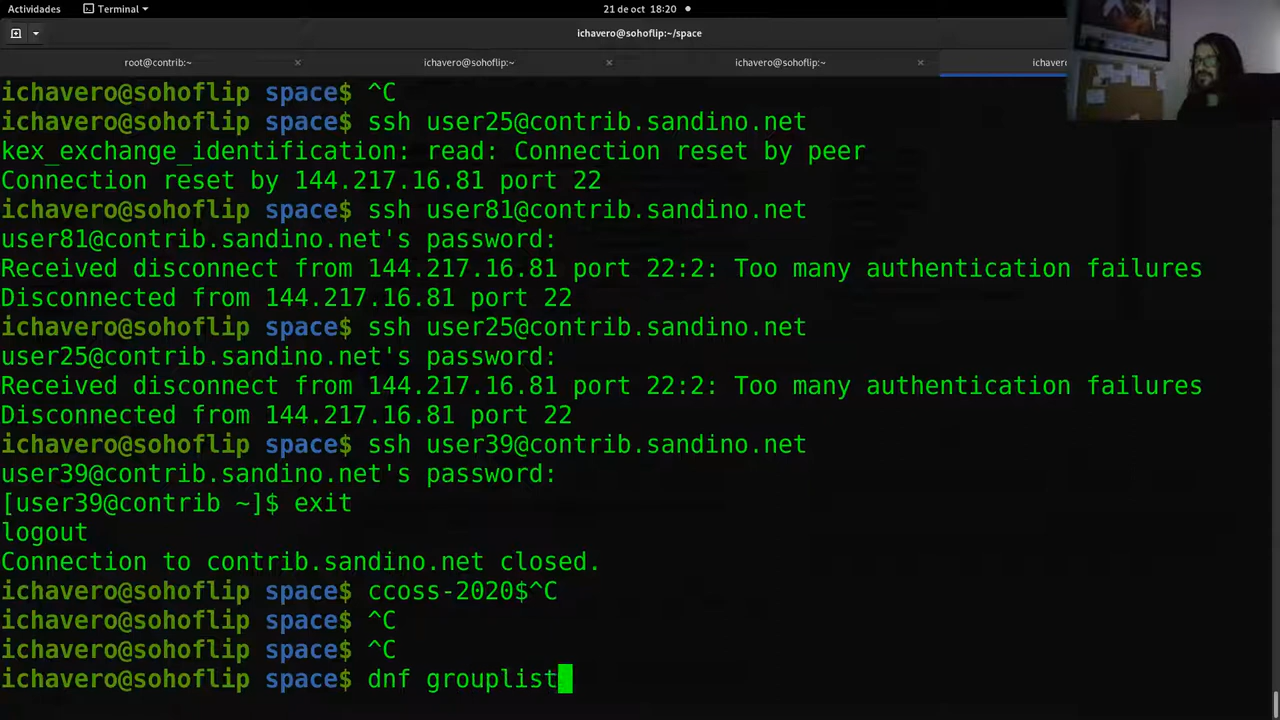 Actividades
Terminal
21 de oct 18:20
ichavero@sohoflip:~/space
root@contrib:~
ichavero@sohoflip:~
ichavero@sohoflip:~
ichavero
ichavero@sohoflip space$ ^C
ichavero@sohoflip space$ ssh user25@contrib.sandino.net
kex_exchange_identification: read: Connection reset by peer
Connection reset by 144.217.16.81 port 22
ichavero@sohoflip space$ ssh user81@contrib.sandino.net
user81@contrib.sandino.net's password:
Received disconnect from 144.217.16.81 port 22:2: Too many authentication failures
Disconnected from 144.217.16.81 port 22
ichavero@sohoflip space$ ssh user25@contrib.sandino.net
user25@contrib.sandino.net's password:
Received disconnect from 144.217.16.81 port 22:2: Too many authentication failures
Disconnected from 144.217.16.81 port 22
ichavero@sohoflip space$ ssh user39@contrib.sandino.net
user39@contrib.sandino.net's password:
[user39@contrib ~]$ exit
logout
Connection to contrib.sandino.net closed.
ichavero@sohoflip space$ ccoss-2020$^C
ichavero@sohoflip space$ ^C
ichavero@sohoflip space$ ^C
ichavero@sohoflip space$ dnf grouplist